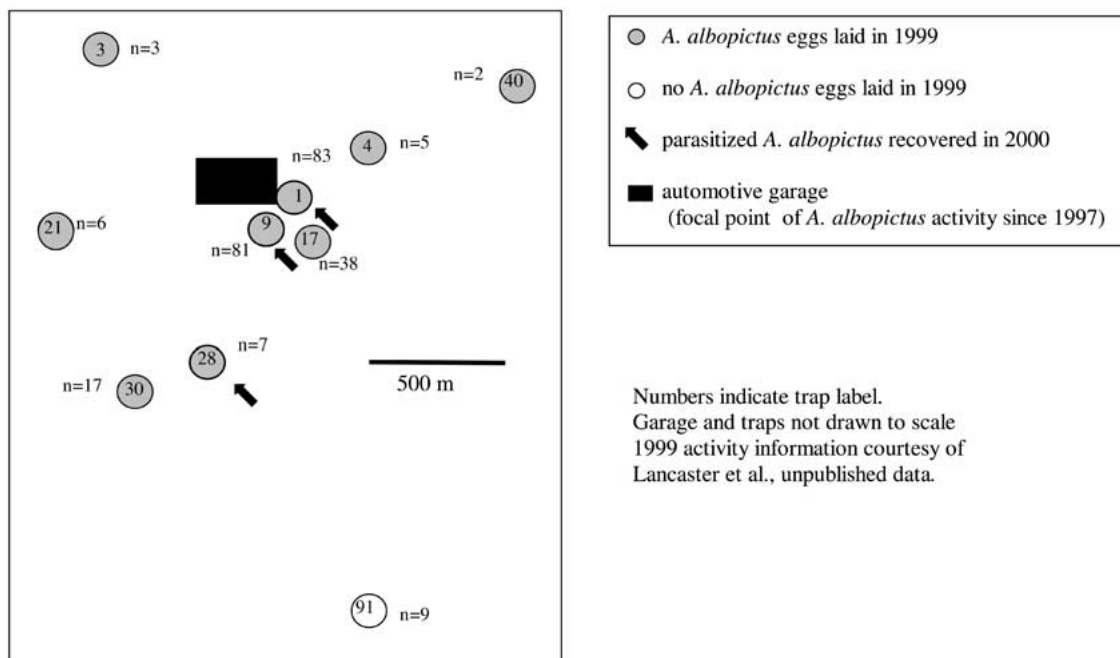 3
n=3
n=2
40
4
n=5
n=83
1
21
n=6
9
17
n=81
n=38
28
n=7
n=17
30
500 m
91
n=9
A. albopictus eggs laid in 1999
no A. albopictus eggs laid in 1999
parasitized A. albopictus recovered in 2000
automotive garage
(focal point of A. albopictus activity since 1997)
Numbers indicate trap label.
Garage and traps not drawn to scale
1999 activity information courtesy of
Lancaster et al., unpublished data.